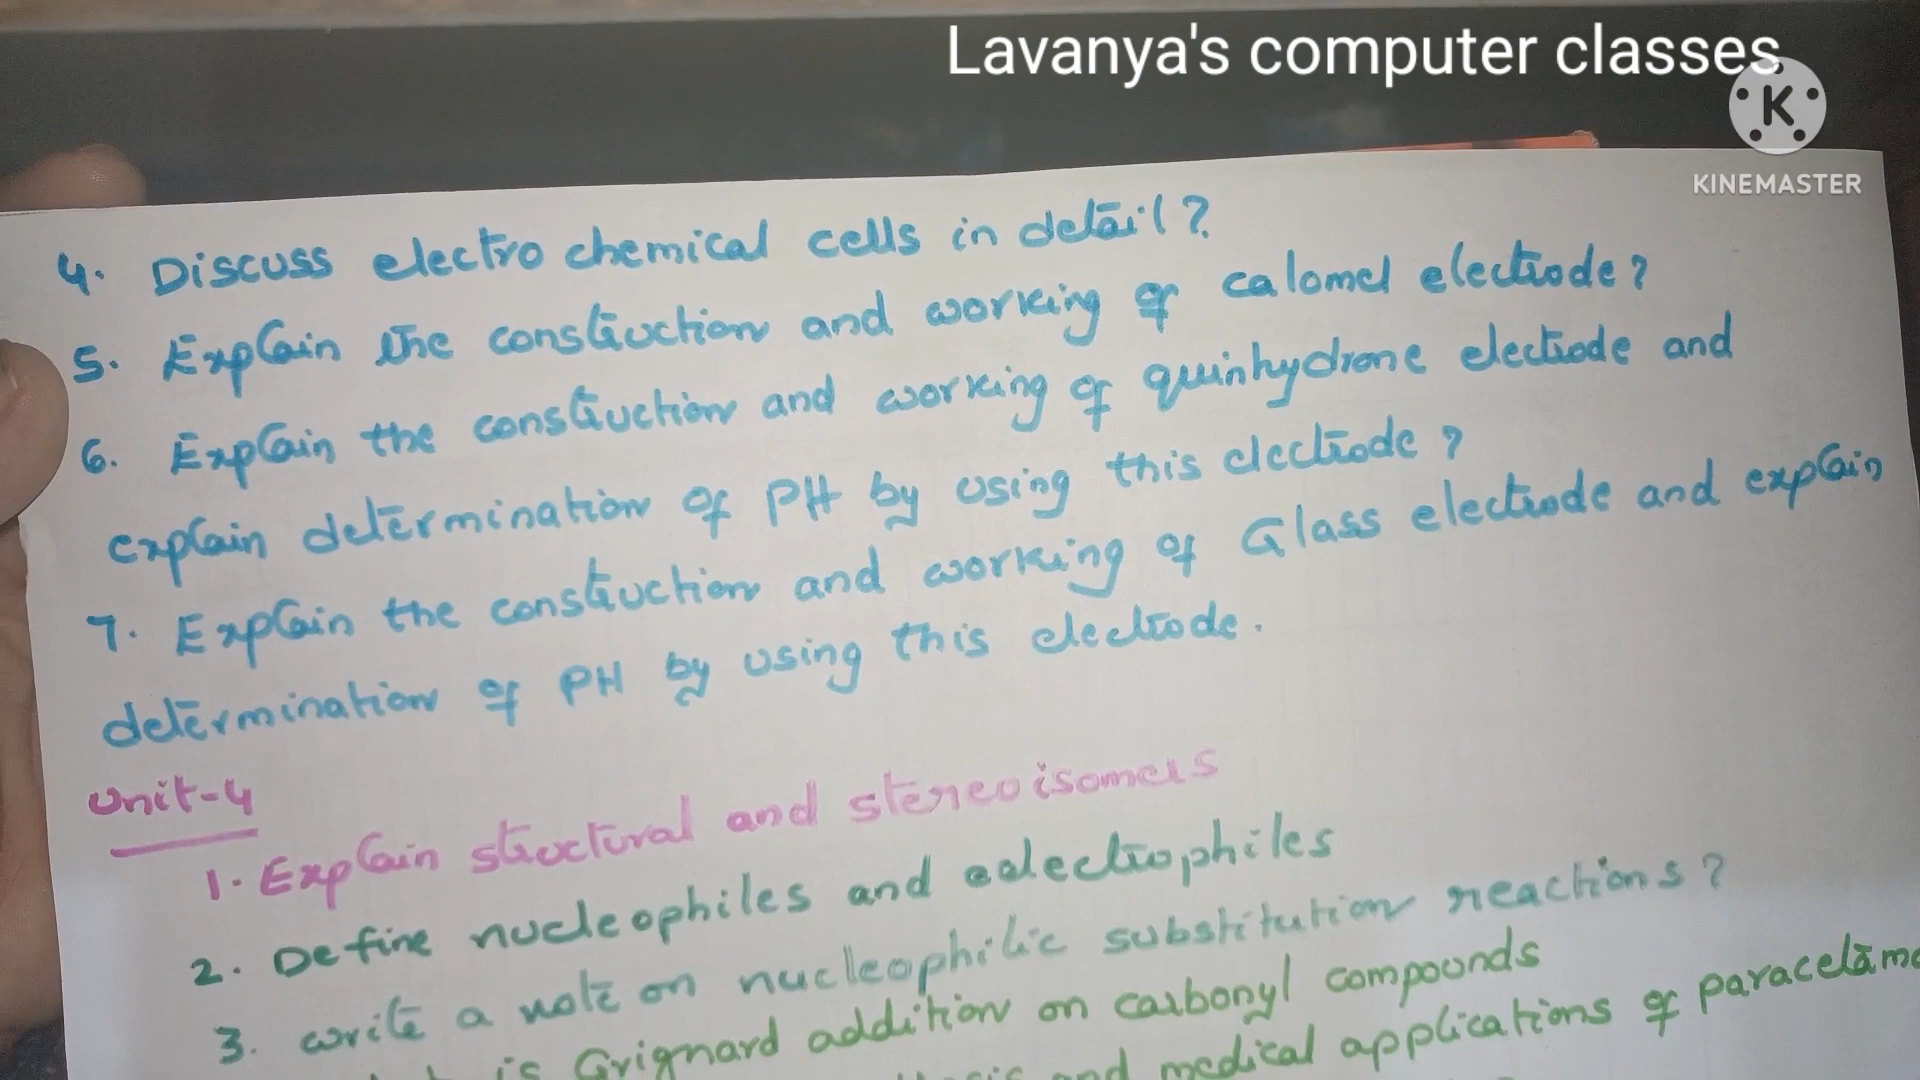 Lavanya's computer classes
K
KINEMASTER
4. Discuss electro chemical cells in detail?
5. Explain the construction and working of calomel electrode?
6. Explain the construction and working of quinhydrone electrode and
explain determination of PH by using this electrode?
7. Explain the construction and working of Glass electrode and explain
determination of PH by using this electrode.
Unit-4
1. Explain structural and stereoisomers
2. Define nucleophiles and eelectrophiles
3. write a note on nucleophilic substitution reactions?
is Grignard addition on carbonyl compounds
and medical applications of